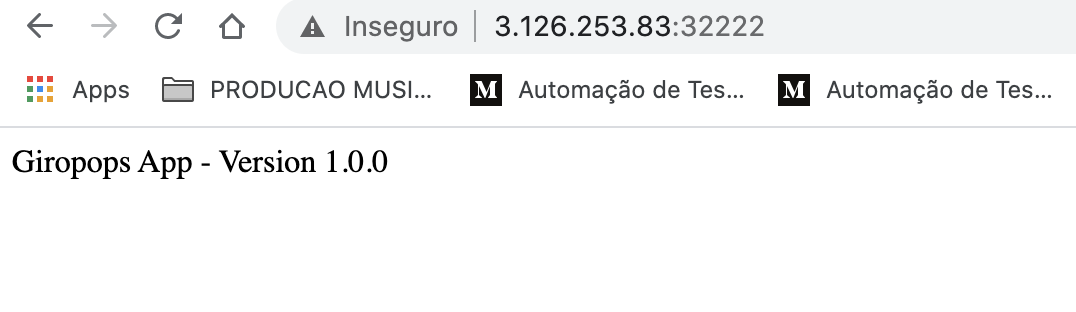 Inseguro 3.126.253.83:32222
Apps PRODUCAO MUSI... M Automação de Tes... M Automação de Tes...
Giropops App - Version 1.0.0